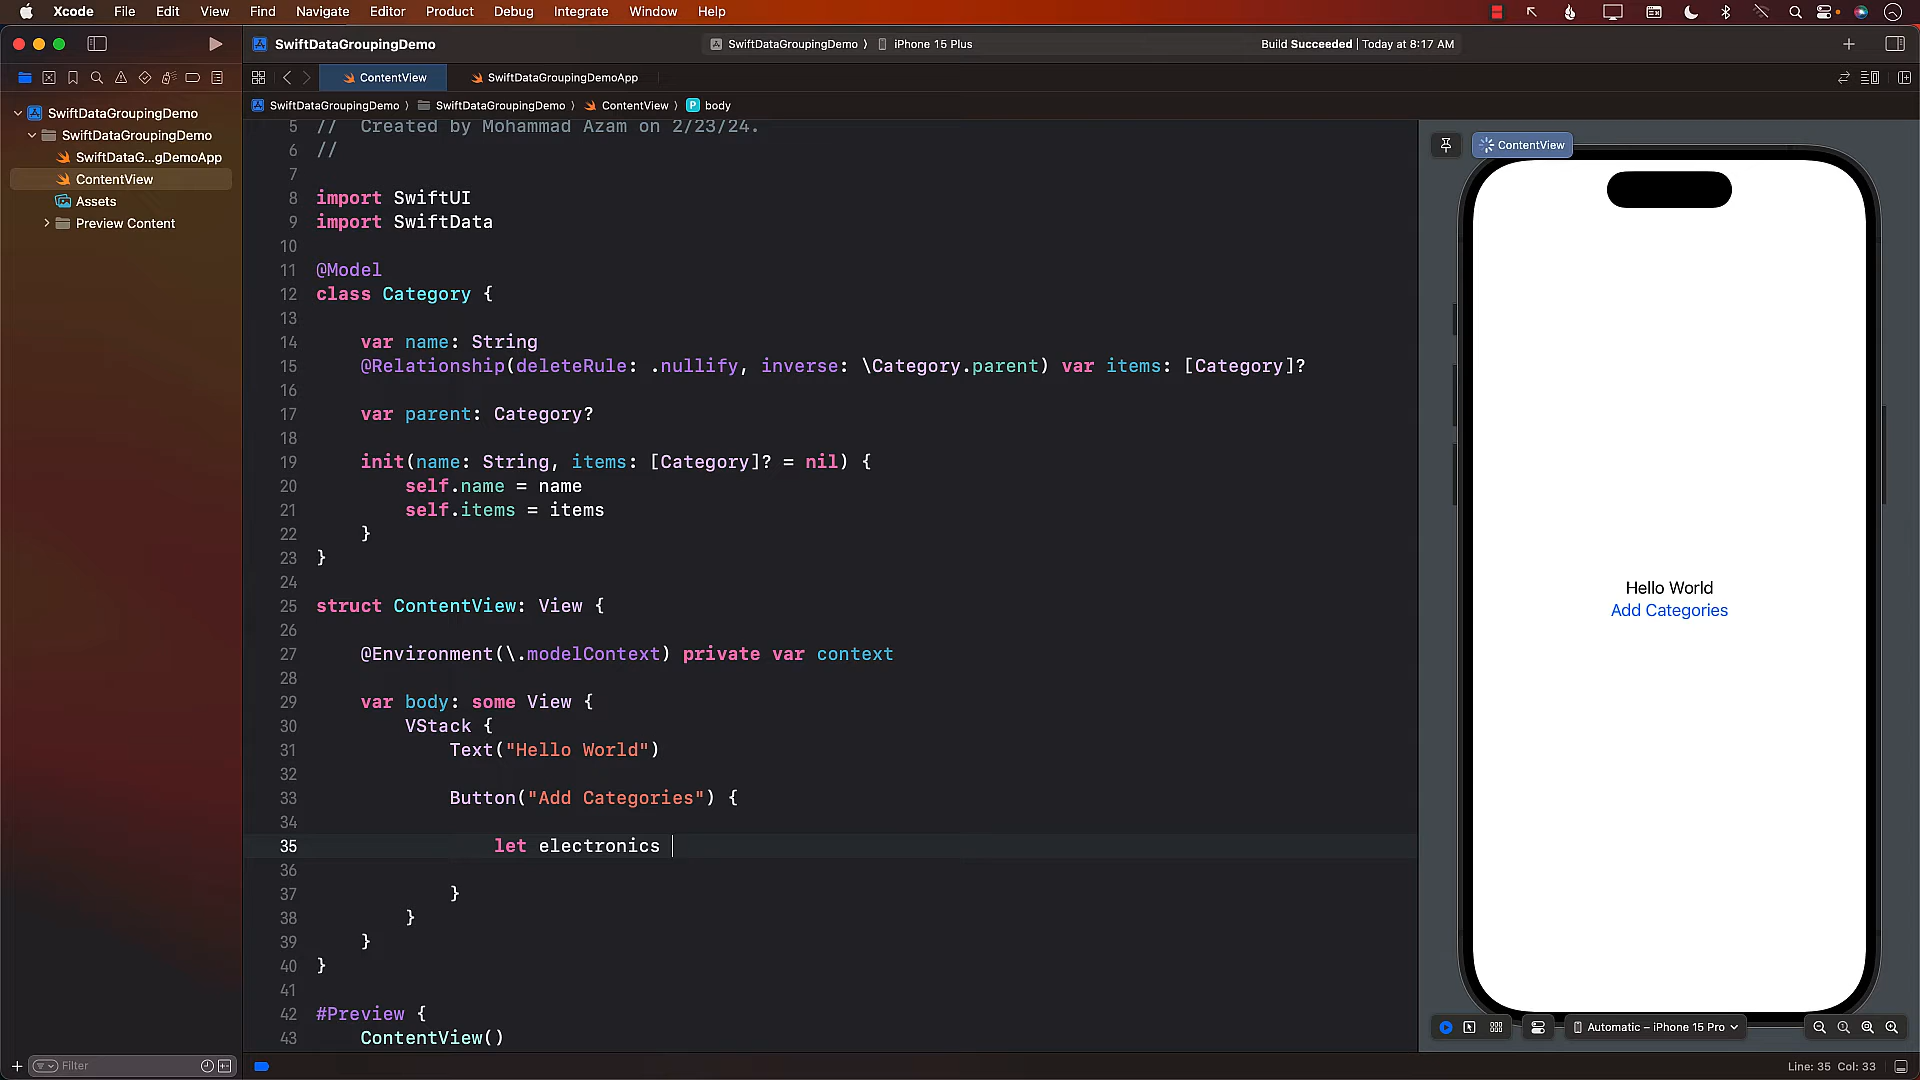 Xcode File Edit View Find Navigate Editor Product Debug Integrate Window Help
SwiftDataGroupingDemo
SwiftDataGroupingDemo 〉 iPhone 15 Plus
Build Succeeded | Today at 8:17 AM
ContentView
SwiftDataGroupingDemoApp
SwiftDataGroupingDemo 〉 SwiftDataGroupingDemo 〉 ContentView 〉 P body
SwiftDataGroupingDemo
SwiftDataGroupingDemo
SwiftDataG...gDemoApp
ContentView
Assets
Preview Content
5 //  Created by Mohammad Azam on 2/23/24.
6 //
7
8 import SwiftUI
9 import SwiftData
10
11 @Model
12 class Category {
13
14     var name: String
15     @Relationship(deleteRule: .nullify, inverse: \Category.parent) var items: [Category]?
16
17     var parent: Category?
18
19     init(name: String, items: [Category]? = nil) {
20         self.name = name
21         self.items = items
22     }
23 }
24
25 struct ContentView: View {
26
27     @Environment(\.modelContext) private var context
28
29     var body: some View {
30         VStack {
31             Text("Hello World")
32
33             Button("Add Categories") {
34
35                 let electronics
36
37             }
38         }
39     }
40 }
41
42 #Preview {
43     ContentView()
ContentView
Hello World
Add Categories
Automatic – iPhone 15 Pro
Filter
Line: 35 Col: 33